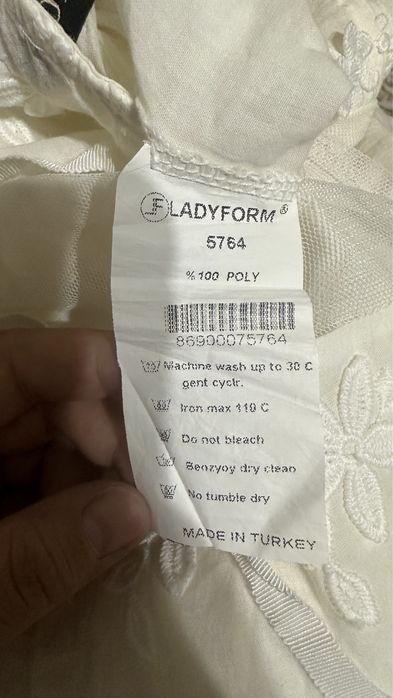 LADYFORM ®
5764
% 100 POLY
86900075764
Machine wash up to 30 C
gent cyclr.
Iron max 110 C
Do not bleach
Benzyoy dry clean
No tumble dry
MADE IN TURKEY